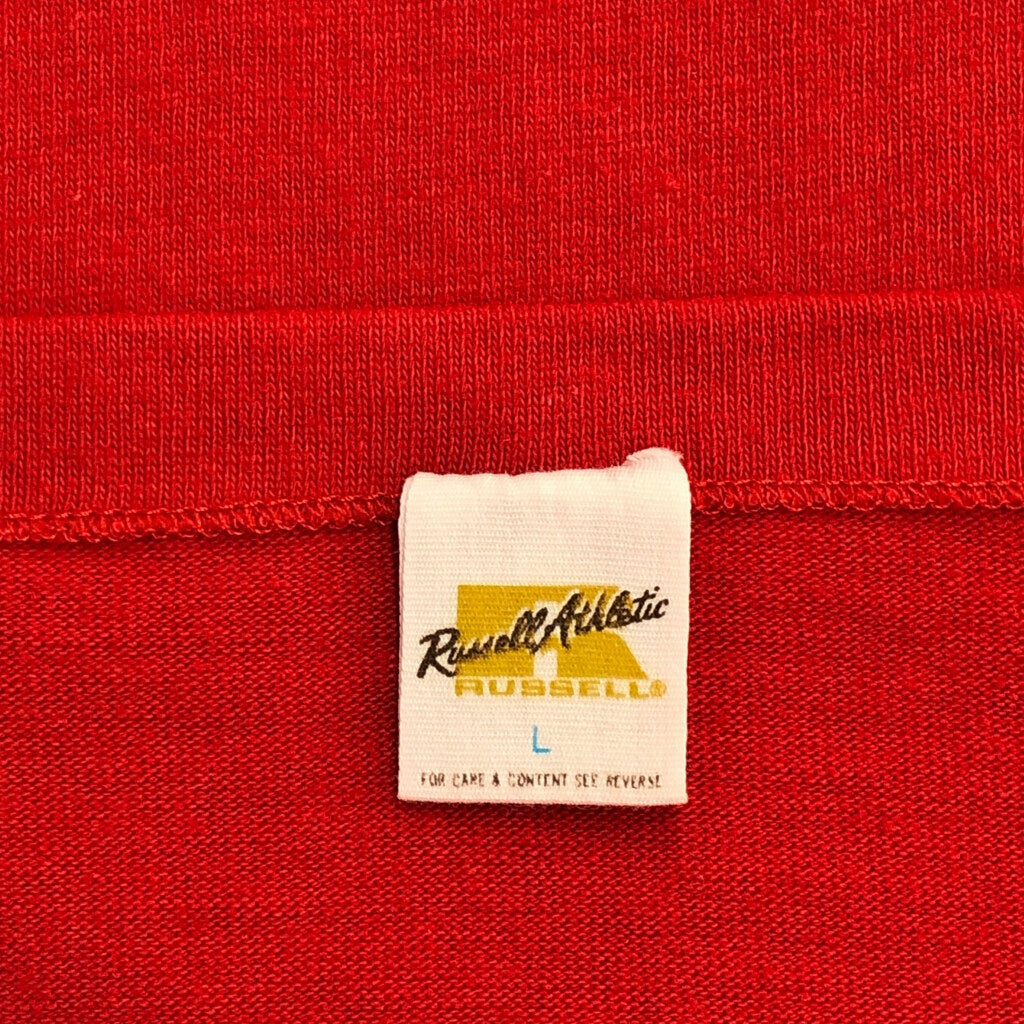 Russell Athletic
RUSSELL®
L
FOR CARE & CONTENT SEE REVERSE